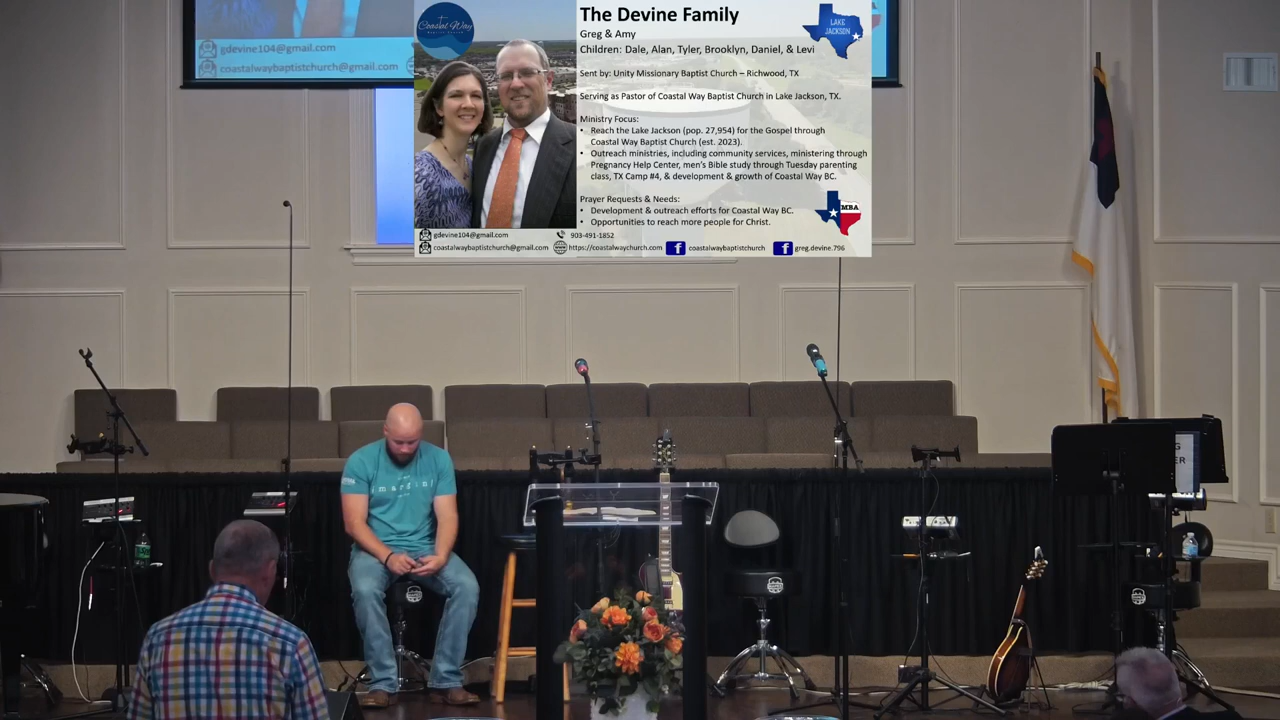 gdevine104@gmail.com
coastalwaybaptistchurch@gmail.com
Coastal Way
Baptist Church
The Devine Family
Greg & Amy
Children: Dale, Alan, Tyler, Brooklyn, Daniel, & Levi
LAKE
JACKSON
Sent by: Unity Missionary Baptist Church – Richwood, TX
Serving as Pastor of Coastal Way Baptist Church in Lake Jackson, TX.
Ministry Focus:
• Reach the Lake Jackson (pop. 27,954) for the Gospel through
Coastal Way Baptist Church (est. 2023).
• Outreach ministries, including community services, ministering through
Pregnancy Help Center, men's Bible study through Tuesday parenting
class, TX Camp #4, & development & growth of Coastal Way BC.
Prayer Requests & Needs:
• Development & outreach efforts for Coastal Way BC.
• Opportunities to reach more people for Christ.
MBA
gdevine104@gmail.com
903-491-1852
coastalwaybaptistchurch@gmail.com
https://coastalwaychurch.com
coastalwaybaptistchurch
greg.devine.796
{margin}
G
ER